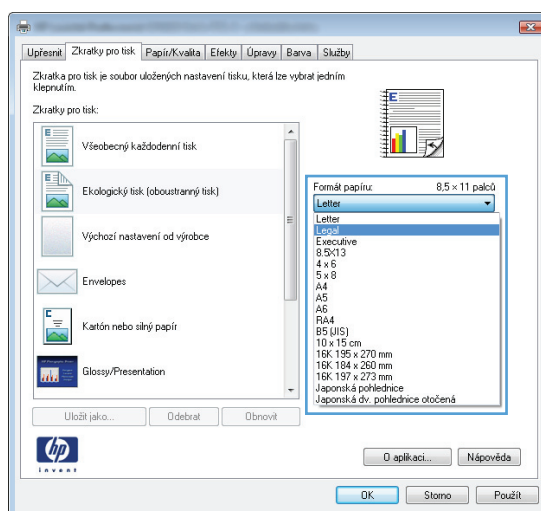 Upřesnit Zkratky pro tisk Papír/Kvalita Efekty Úpravy Barva Služby
Zkratka pro tisk je soubor uložených nastavení tisku, která lze vybrat jedním
klepnutím.
Zkratky pro tisk:
Všeobecný každodenní tisk
Ekologický tisk (oboustranný tisk)
Výchozí nastavení od výrobce
Envelopes
Kartón nebo silný papír
Glossy/Presentation
Uložit jako... Odebrat Obnovit
Formát papíru: 8,5 × 11 palců
Letter
Letter
Legal
Executive
8.5X13
4 x 6
5 x 8
A4
A5
A6
RA4
B5 (JIS)
10 x 15 cm
16K 195 x 270 mm
16K 184 x 260 mm
16K 197 x 273 mm
Japonská pohlednice
Japonská dv. pohlednice otočená
hp
invent
O aplikaci... Nápověda
OK Storno Použít